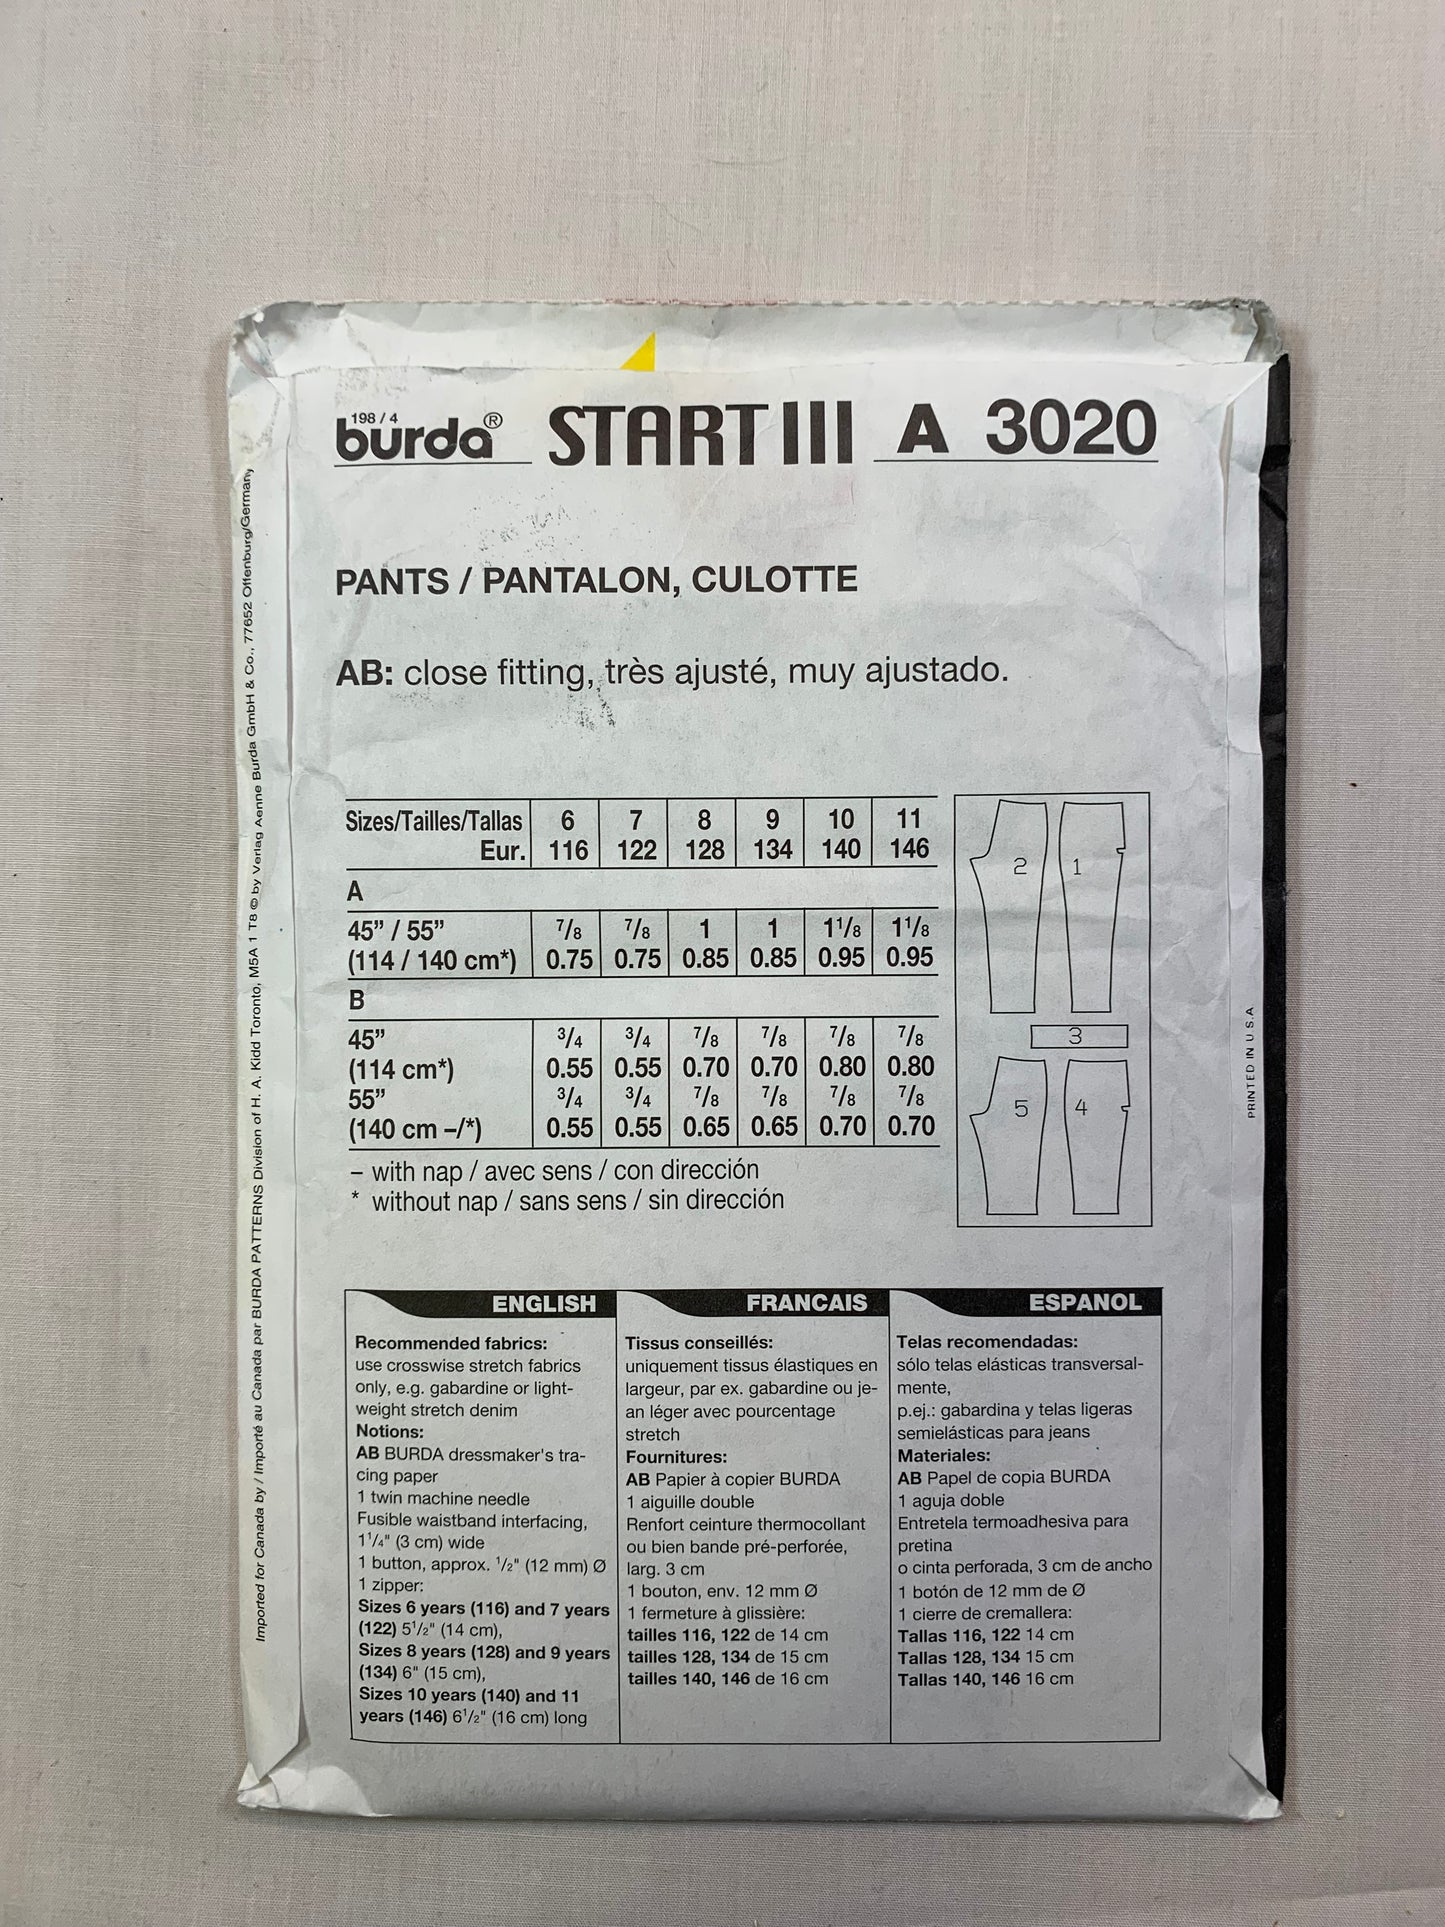 198 / 4
burda® START III A 3020
PANTS / PANTALON, CULOTTE
AB: close fitting, très ajusté, muy ajustado.
Sizes/Tailles/Tallas 6 7 8 9 10 11
Eur. 116 122 128 134 140 146
A
45” / 55” 7/8 7/8 1 1 1 1/8 1 1/8
(114 / 140 cm*) 0.75 0.75 0.85 0.85 0.95 0.95
B
45” 3/4 3/4 7/8 7/8 7/8 7/8
(114 cm*) 0.55 0.55 0.70 0.70 0.80 0.80
55” 3/4 3/4 7/8 7/8 7/8 7/8
(140 cm –/*) 0.55 0.55 0.65 0.65 0.70 0.70
– with nap / avec sens / con dirección
* without nap / sans sens / sin dirección
2 1
3
5 4
ENGLISH
Recommended fabrics:
use crosswise stretch fabrics
only, e.g. gabardine or light-
weight stretch denim
Notions:
AB BURDA dressmaker's tra-
cing paper
1 twin machine needle
Fusible waistband interfacing,
1 1/4" (3 cm) wide
1 button, approx. 1/2" (12 mm) Ø
1 zipper:
Sizes 6 years (116) and 7 years
(122) 5 1/2" (14 cm),
Sizes 8 years (128) and 9 years
(134) 6" (15 cm),
Sizes 10 years (140) and 11
years (146) 6 1/2" (16 cm) long
FRANCAIS
Tissus conseillés:
uniquement tissus élastiques en
largeur, par ex. gabardine ou je-
an léger avec pourcentage
stretch
Fournitures:
AB Papier à copier BURDA
1 aiguille double
Renfort ceinture thermocollant
ou bien bande pré-perforée,
larg. 3 cm
1 bouton, env. 12 mm Ø
1 fermeture à glissière:
tailles 116, 122 de 14 cm
tailles 128, 134 de 15 cm
tailles 140, 146 de 16 cm
ESPANOL
Telas recomendadas:
sólo telas elásticas transversal-
mente,
p.ej.: gabardina y telas ligeras
semielásticas para jeans
Materiales:
AB Papel de copia BURDA
1 aguja doble
Entretela termoadhesiva para
pretina
o cinta perforada, 3 cm de ancho
1 botón de 12 mm de Ø
1 cierre de cremallera:
Tallas 116, 122 14 cm
Tallas 128, 134 15 cm
Tallas 140, 146 16 cm
Imported for Canada by / Importé au Canada par BURDA PATTERNS Division of H. A. Kidd Toronto, M5A 1 T8 © by Verlag Aenne Burda GmbH & Co., 77652 Offenburg/Germany
PRINTED IN U S.A